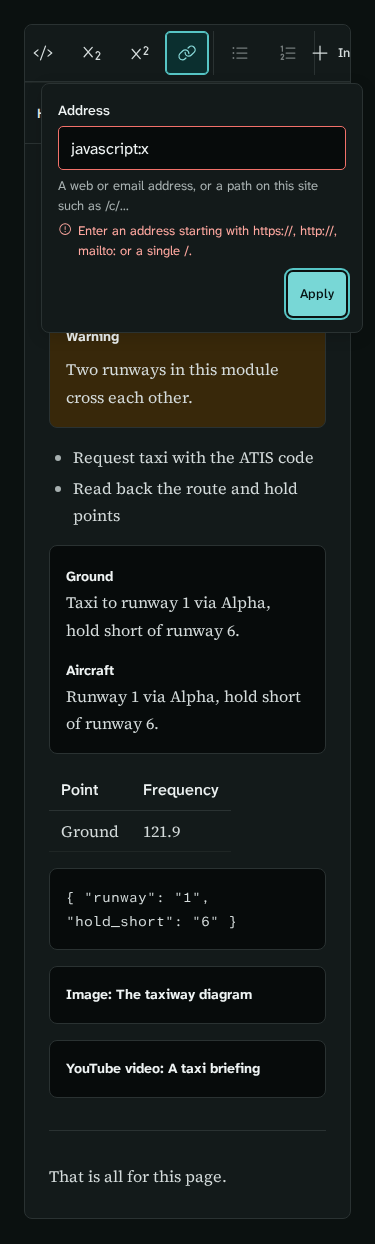 </> X₂ X² In
Address
javascript:x
A web or email address, or a path on this site
such as /c/...
Enter an address starting with https://, http://,
mailto: or a single /.
Apply
Warning
Two runways in this module
cross each other.
Request taxi with the ATIS code
Read back the route and hold
points
Ground
Taxi to runway 1 via Alpha,
hold short of runway 6.
Aircraft
Runway 1 via Alpha, hold short
of runway 6.
Point Frequency
Ground 121.9
{ "runway": "1",
"hold_short": "6" }
Image: The taxiway diagram
YouTube video: A taxi briefing
That is all for this page.